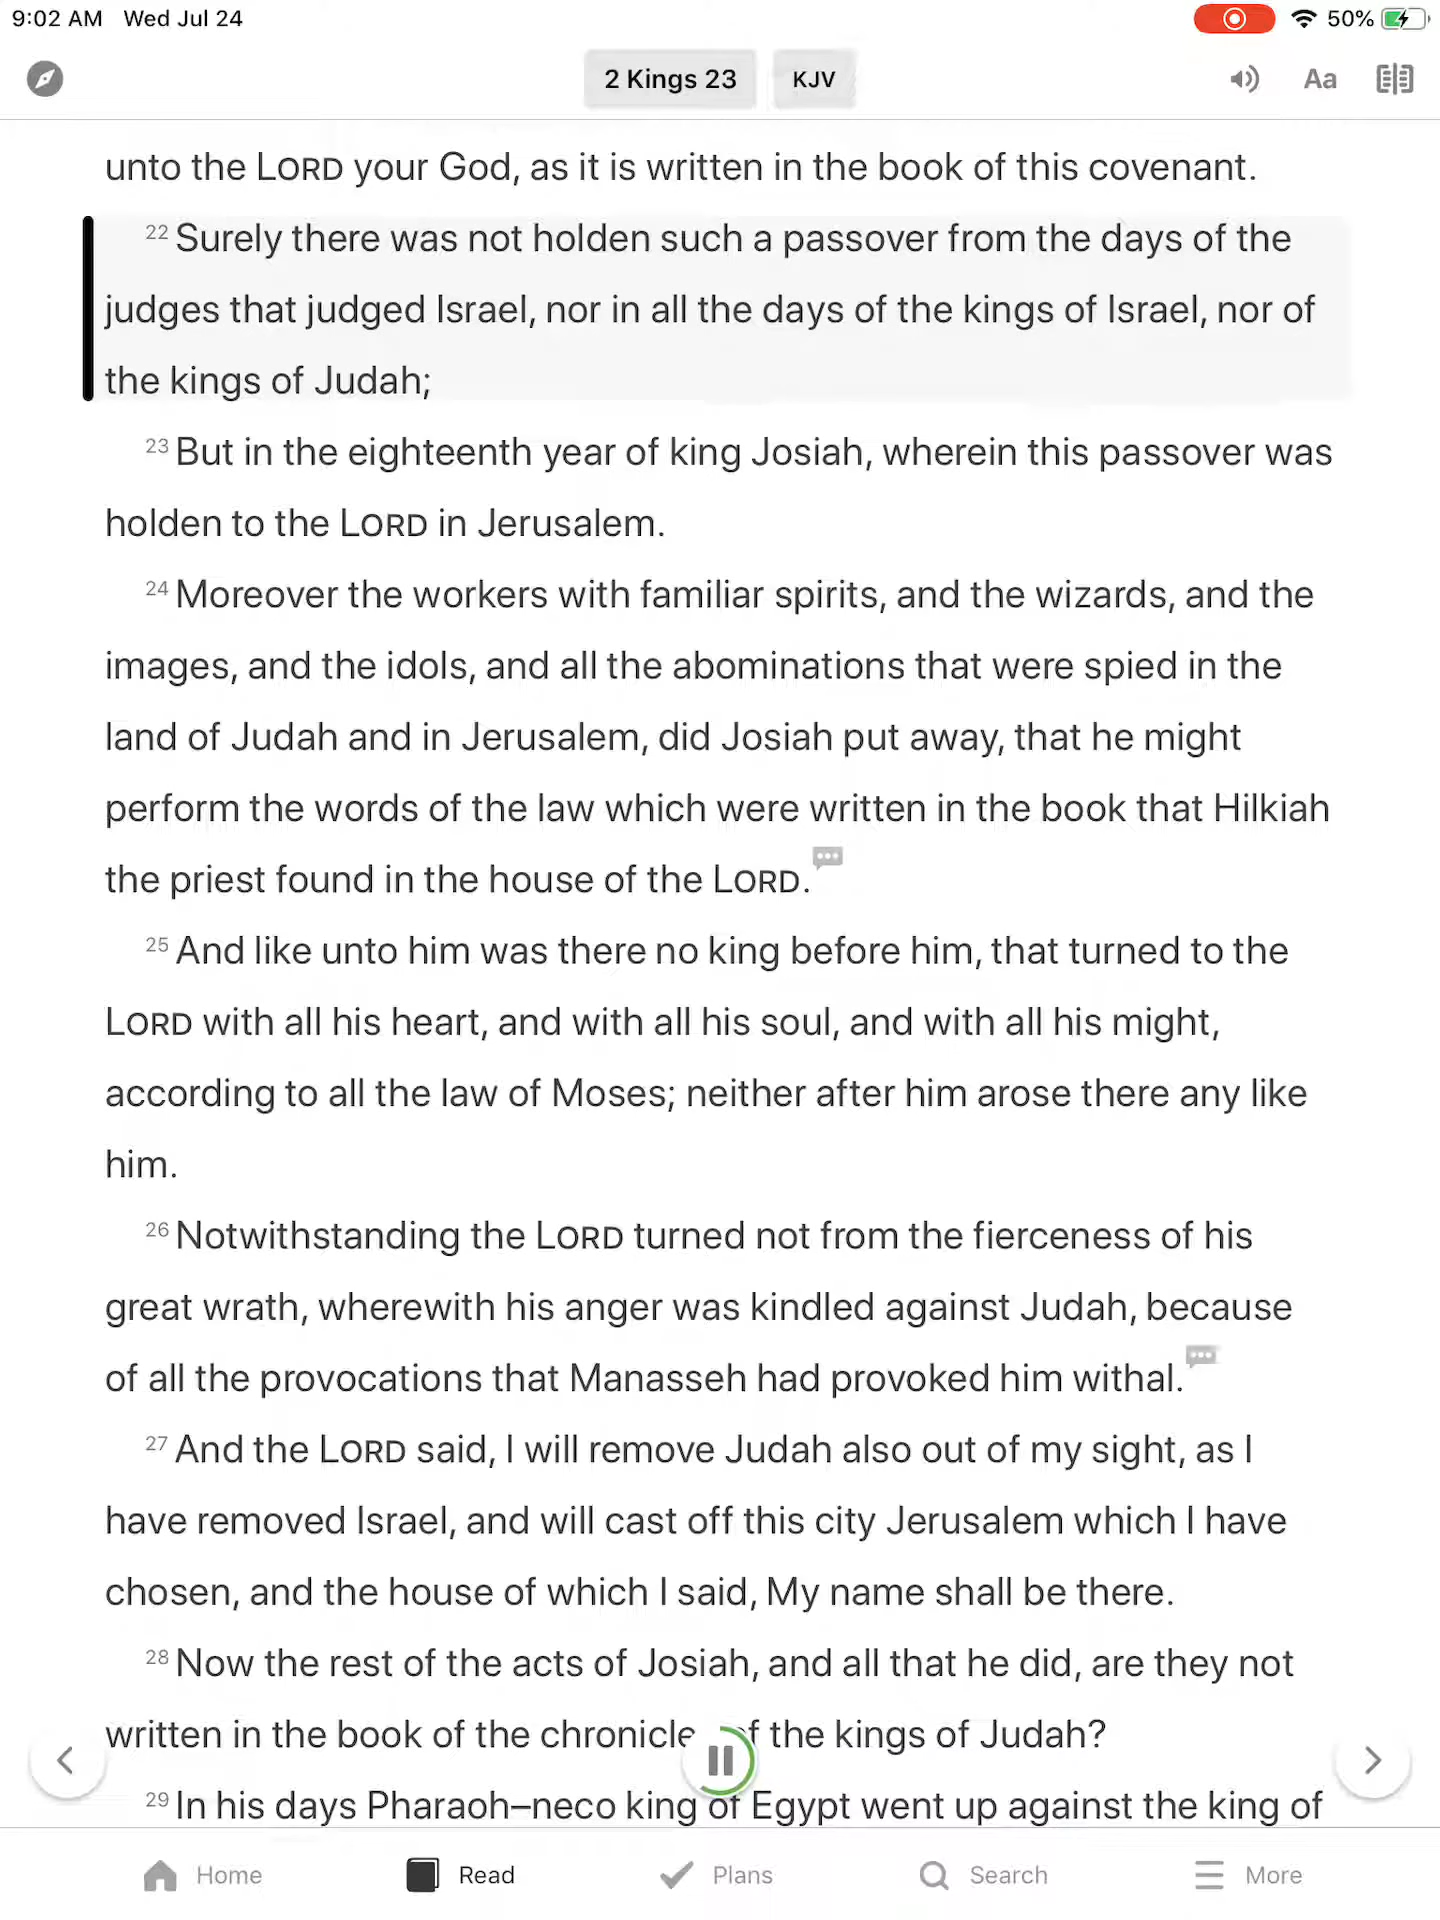 9:02 AM Wed Jul 24 50%
2 Kings 23 KJV Aa
unto the LORD your God, as it is written in the book of this covenant.
22 Surely there was not holden such a passover from the days of the
judges that judged Israel, nor in all the days of the kings of Israel, nor of
the kings of Judah;
23 But in the eighteenth year of king Josiah, wherein this passover was
holden to the LORD in Jerusalem.
24 Moreover the workers with familiar spirits, and the wizards, and the
images, and the idols, and all the abominations that were spied in the
land of Judah and in Jerusalem, did Josiah put away, that he might
perform the words of the law which were written in the book that Hilkiah
the priest found in the house of the LORD.
25 And like unto him was there no king before him, that turned to the
LORD with all his heart, and with all his soul, and with all his might,
according to all the law of Moses; neither after him arose there any like
him.
26 Notwithstanding the LORD turned not from the fierceness of his
great wrath, wherewith his anger was kindled against Judah, because
of all the provocations that Manasseh had provoked him withal.
27 And the LORD said, I will remove Judah also out of my sight, as I
have removed Israel, and will cast off this city Jerusalem which I have
chosen, and the house of which I said, My name shall be there.
28 Now the rest of the acts of Josiah, and all that he did, are they not
written in the book of the chronicle of the kings of Judah?
29 In his days Pharaoh–neco king of Egypt went up against the king of
Home Read Plans Search More